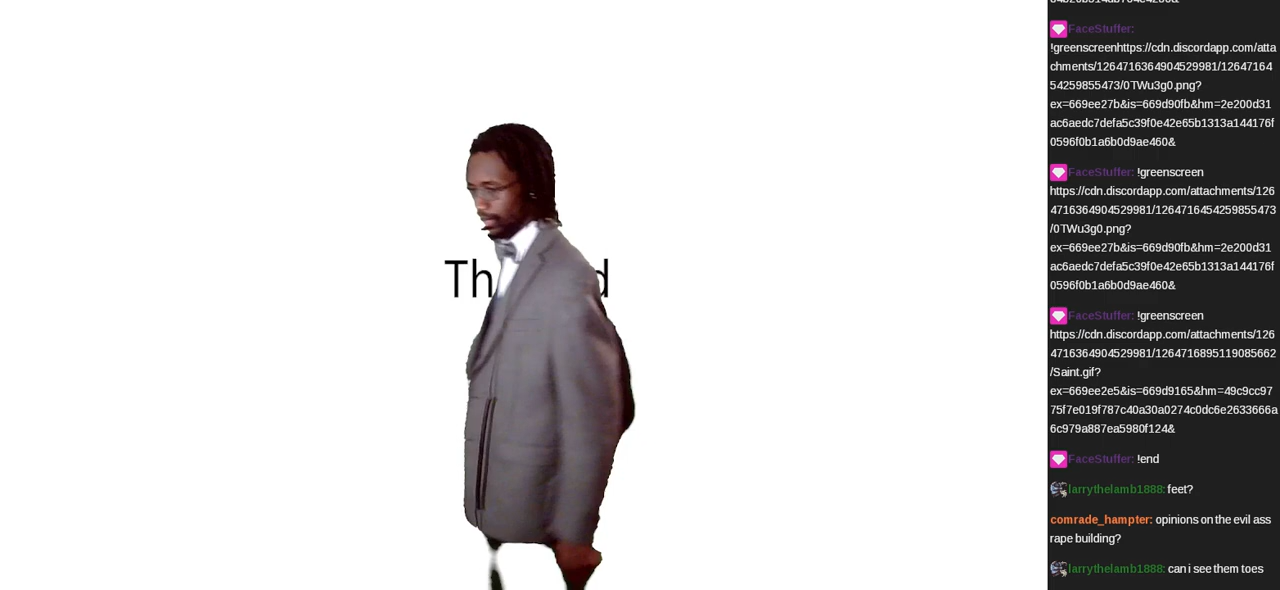 Th d
FaceStuffer:
!greenscreenhttps://cdn.discordapp.com/atta
chments/1264716364904529981/12647164
54259855473/0TWu3g0.png?
ex=669ee27b&is=669d90fb&hm=2e200d31
ac6aedc7defa5c39f0e42e65b1313a144176f
0596f0b1a6b0d9ae460&
FaceStuffer: !greenscreen
https://cdn.discordapp.com/attachments/126
4716364904529981/1264716454259855473
/0TWu3g0.png?
ex=669ee27b&is=669d90fb&hm=2e200d31
ac6aedc7defa5c39f0e42e65b1313a144176f
0596f0b1a6b0d9ae460&
FaceStuffer: !greenscreen
https://cdn.discordapp.com/attachments/126
4716364904529981/1264716895119085662
/Saint.gif?
ex=669ee2e5&is=669d9165&hm=49c9cc97
75f7e019f787c40a30a0274c0dc6e2633666a
6c979a887ea5980f124&
FaceStuffer: !end
larrythelamb1888: feet?
comrade_hampter: opinions on the evil ass
rape building?
larrythelamb1888: can i see them toes